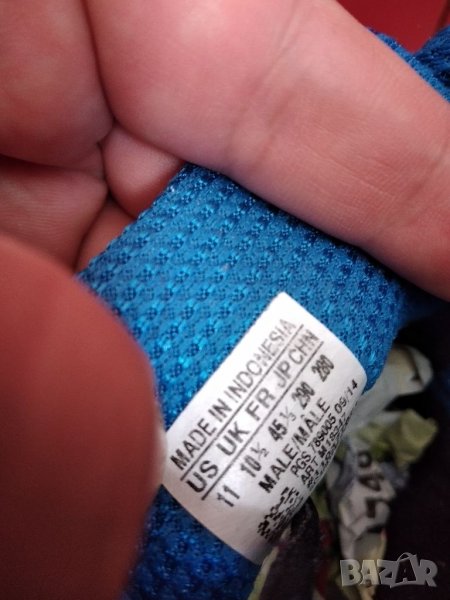 MADE IN INDONESIA
US UK FR JP CHN
11 10½ 45⅓ 290 280
MALE/MALE
PGS 789005 09/14
ART
BAZAR